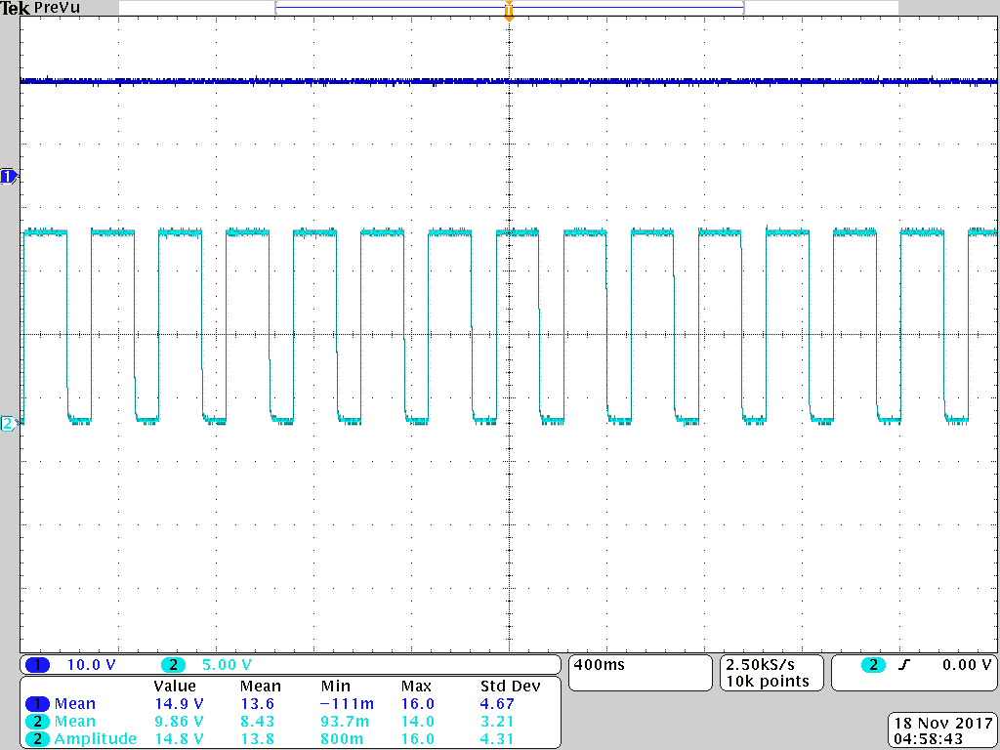 Tek PreVu
T
1
2
1 10.0 V 2 5.00 V
400ms
2.50kS/s
10k points
2 0.00 V
Value Mean Min Max Std Dev
1 Mean 14.9 V 13.6 −111m 16.0 4.67
2 Mean 9.86 V 8.43 93.7m 14.0 3.21
2 Amplitude 14.8 V 13.8 800m 16.0 4.31
18 Nov 2017
04:58:43